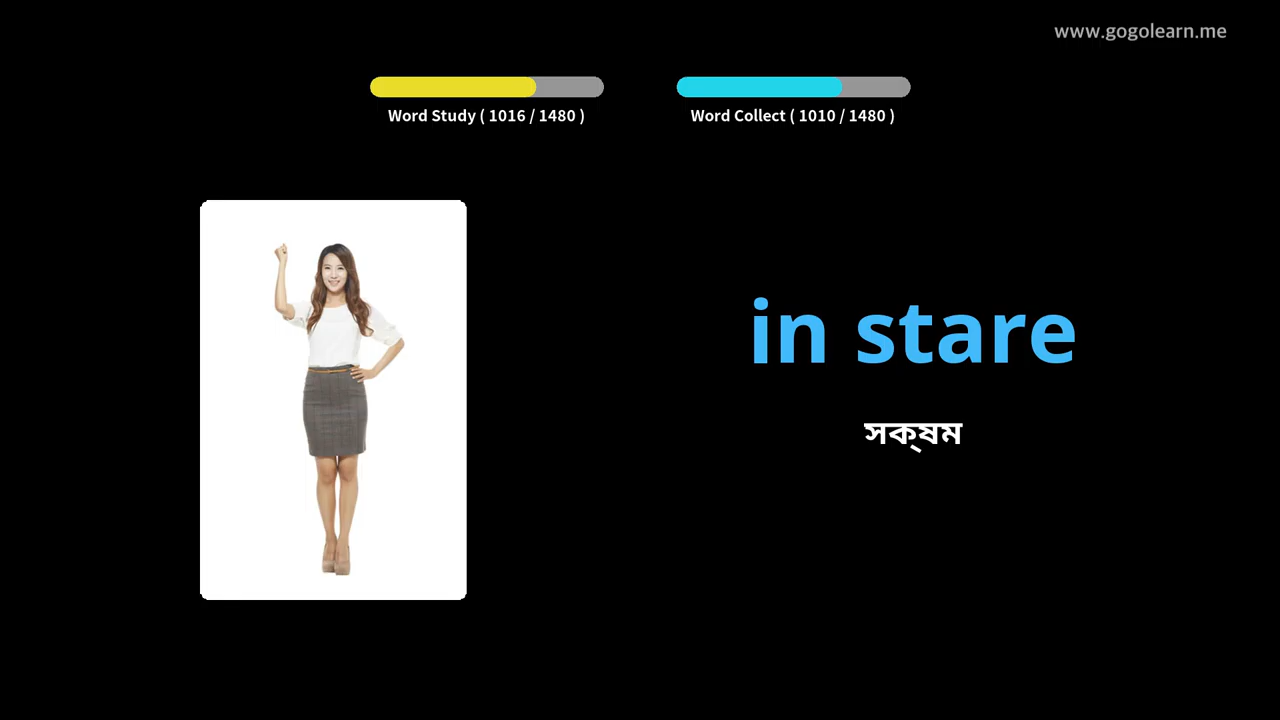 www.gogolearn.me
Word Study ( 1016 / 1480 )
Word Collect ( 1010 / 1480 )
in stare
সক্ষম